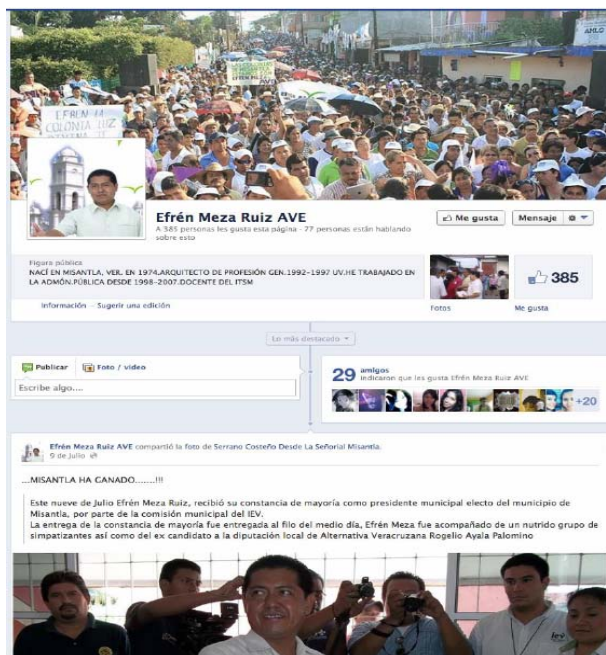 AMLO
EFREN LA
COLONIA LUZ
Efrén Meza Ruiz AVE
A 385 personas les gusta esta página · 77 personas están hablando
sobre esto
Me gusta
Mensaje
Figura pública
NACÍ EN MISANTLA, VER. EN 1974.ARQUITECTO DE PROFESIÓN GEN.1992-1997 UV.HE TRABAJADO EN
LA ADMÓN.PÚBLICA DESDE 1998-2007.DOCENTE DEL ITSM
Información – Sugerir una edición
385
Fotos
Me gusta
Lo más destacado
Publicar
Foto / video
Escribe algo....
29 amigos
indicaron que les gusta Efrén Meza Ruiz AVE
+20
Efrén Meza Ruiz AVE compartió la foto de Serrano Costeño Desde La Señorial Misantla.
9 de Julio
...MISANTLA HA GANADO.......!!!
Este nueve de Julio Efrén Meza Ruiz, recibió su constancia de mayoría como presidente municipal electo del municipio de
Misantla, por parte de la comisión municipal del IEV.
La entrega de la constancia de mayoría fue entregada al filo del medio día, Efrén Meza fue acompañado de un nutrido grupo de
simpatizantes así como del ex candidato a la diputación local de Alternativa Veracruzana Rogelio Ayala Palomino
iev